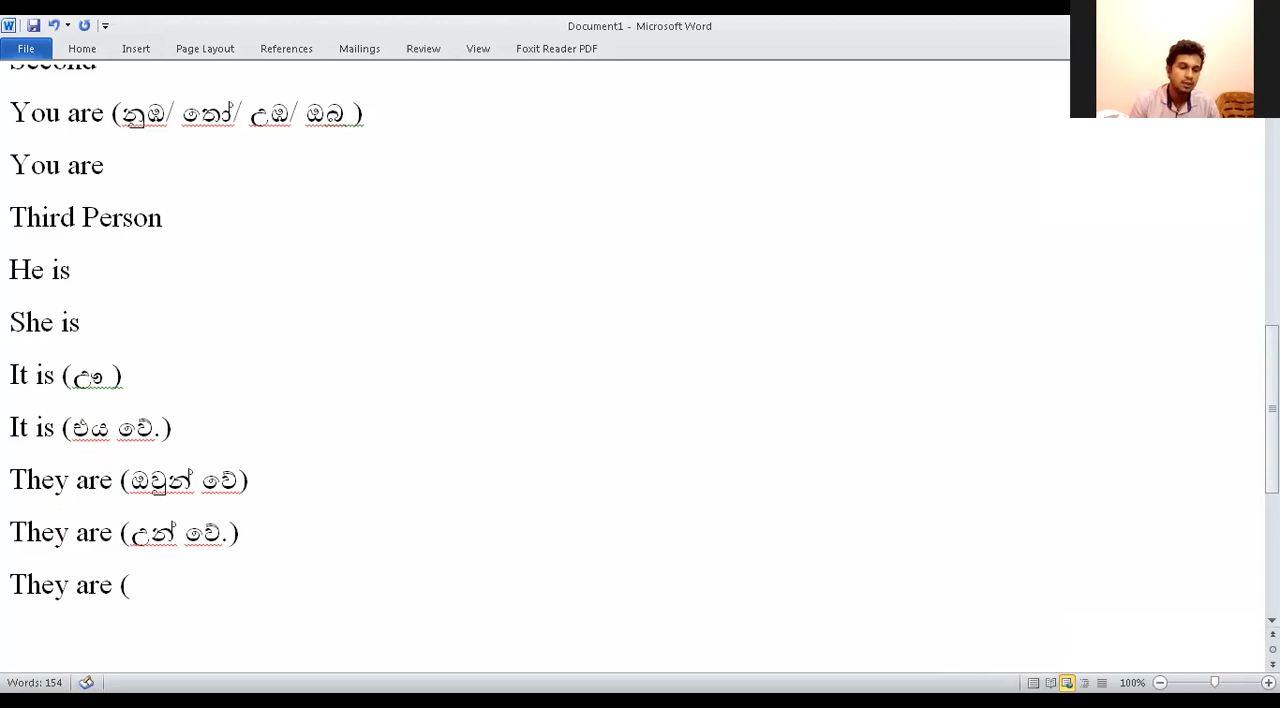 Document1 - Microsoft Word
File Home Insert Page Layout References Mailings Review View Foxit Reader PDF
Second
You are (නුඹ/ තෝ/ උඹ/ ඔබ )
You are
Third Person
He is
She is
It is (ඌ )
It is (එය වේ.)
They are (ඔවුන් වේ)
They are (උන් වේ.)
They are (
Words: 154 100%